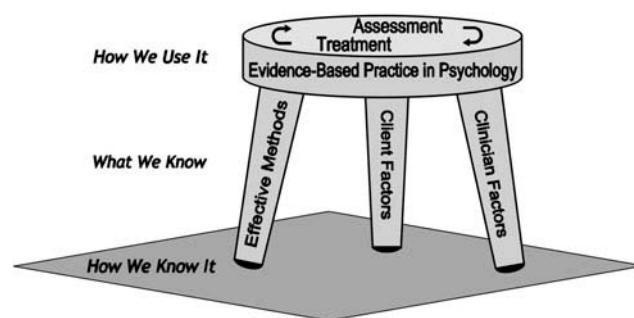 Assessment
Treatment
How We Use It
Evidence-Based Practice in Psychology
What We Know
Effective Methods
Client Factors
Clinician Factors
How We Know It